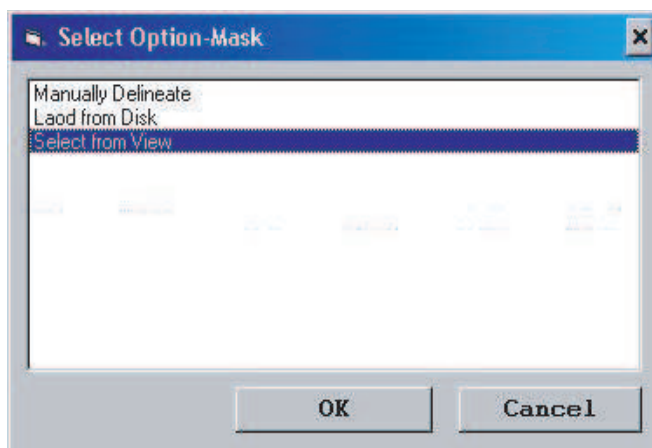 Select Option-Mask
Manually Delineate
Laod from Disk
Select from View
OK
Cancel